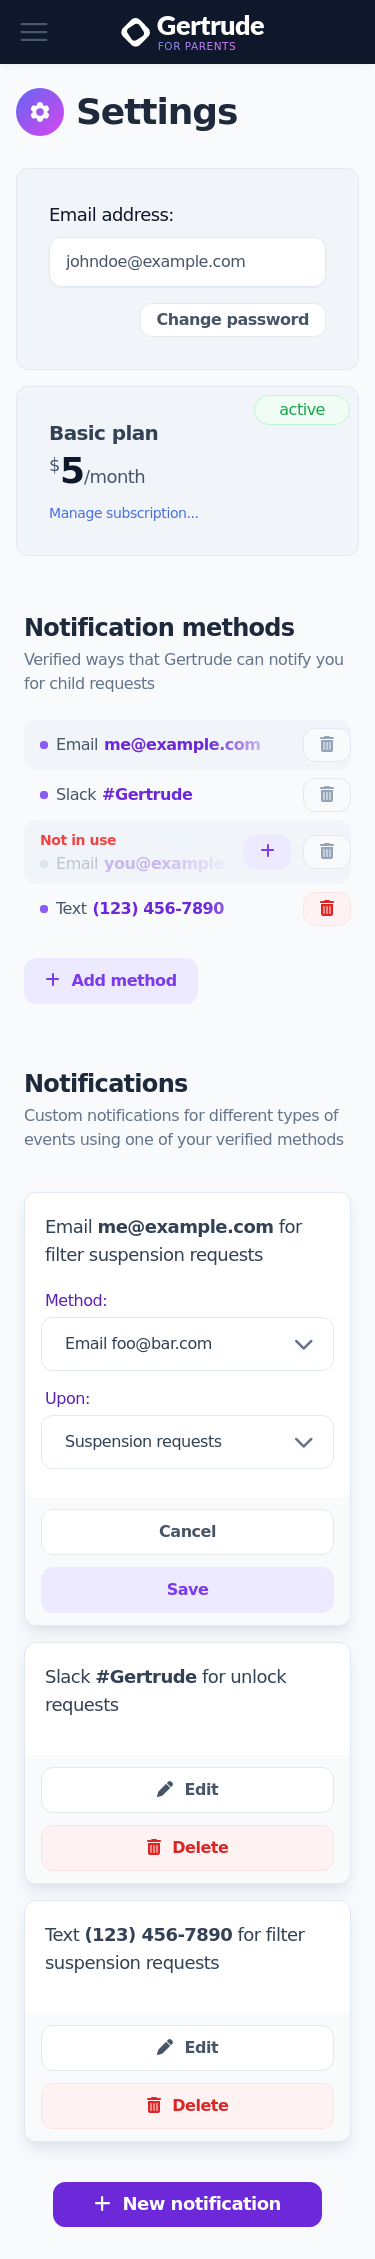 Gertrude
FOR PARENTS
Settings
Email address:
johndoe@example.com
Change password
active
Basic plan
$5/month
Manage subscription...
Notification methods
Verified ways that Gertrude can notify you
for child requests
Email me@example.com
Slack #Gertrude
Not in use
Email you@example.
Text (123) 456-7890
+ Add method
Notifications
Custom notifications for different types of
events using one of your verified methods
Email me@example.com for
filter suspension requests
Method:
Email foo@bar.com
Upon:
Suspension requests
Cancel
Save
Slack #Gertrude for unlock
requests
Edit
Delete
Text (123) 456-7890 for filter
suspension requests
Edit
Delete
+ New notification